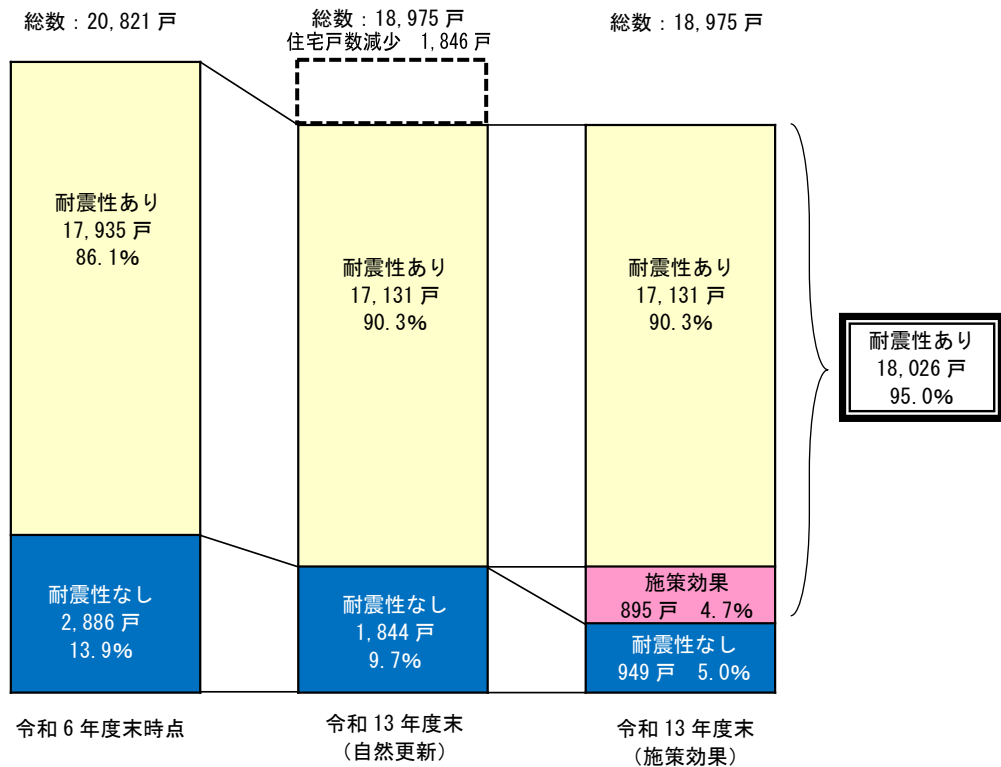 総数：20,821 戸
耐震性あり
17,935 戸
86.1%
耐震性なし
2,886 戸
13.9%
令和 6 年度末時点
総数：18,975 戸
住宅戸数減少　1,846 戸
耐震性あり
17,131 戸
90.3%
耐震性なし
1,844 戸
9.7%
令和 13 年度末
（自然更新）
総数：18,975 戸
耐震性あり
17,131 戸
90.3%
施策効果
895 戸　4.7%
耐震性なし
949 戸　5.0%
令和 13 年度末
（施策効果）
耐震性あり
18,026 戸
95.0%